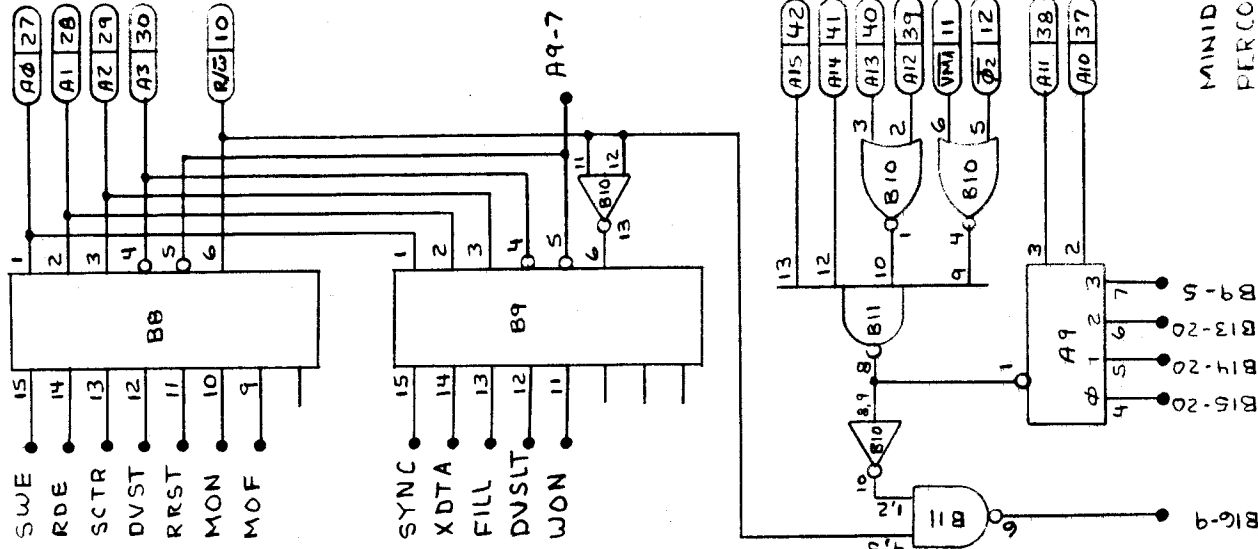 AØ 27
A1 28
A2 29
A3 30
R/W̅ 10
A9-7
A15 42
A14 41
A13 40
A12 39
V̅M̅A̅ 11
Φ̅2 12
A11 38
A10 37
MINID
PERCO
3 2 6 5
11 12
B10 B10 B10
13
1 4
1 2 3 4 5 6
1 2 3 4 5 6
13 12 10 9
3 2
B8
B9
B11
A9
3 7 B9-5
2 6 B13-20
1 5 B14-20
Ø 4 B15-20
8
1
15 14 13 12 11 10 9
15 14 13 12 11
8,9
B10
10
1,2
B11
6
B16-9
SWE
RDE
SCTR
DVST
RRST
MON
MOF
SYNC
XDTA
FILL
DVSLT
WON